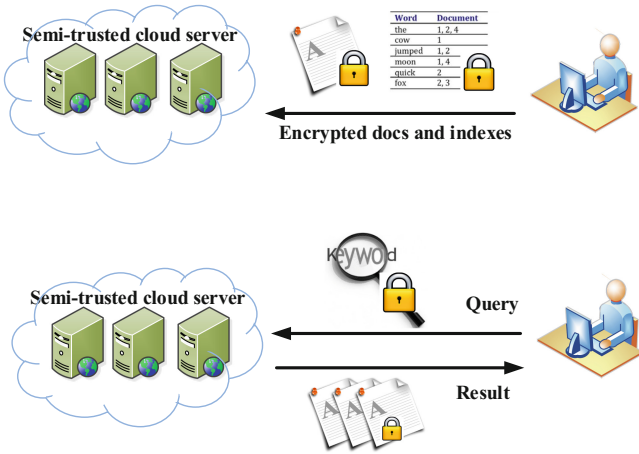 Semi-trusted cloud server
A
Word Document
the 1, 2, 4
cow 1
jumped 1, 2
moon 1, 4
quick 2
fox 2, 3
Encrypted docs and indexes
Keyword
Semi-trusted cloud server
Query
Result
A A A